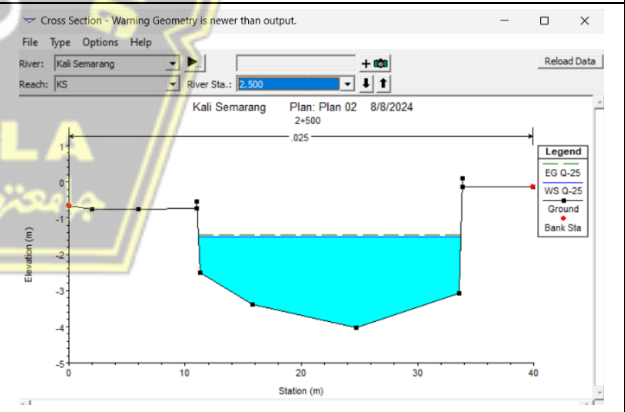 Cross Section - Warning Geometry is newer than output.
File Type Options Help
River: Kali Semarang Reload Data
Reach: KS River Sta.: 2.500
Kali Semarang Plan: Plan 02 8/8/2024
2+500
.025
Legend
EG Q-25
WS Q-25
Ground
Bank Sta
Elevation (m)
1
0
-1
-2
-3
-4
-5
0 10 20 30 40
Station (m)